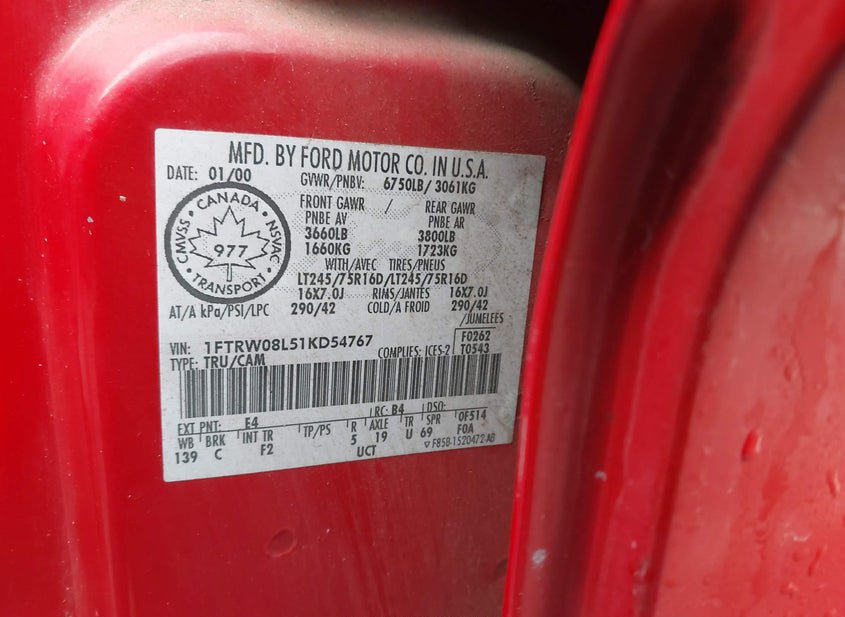 MFD. BY FORD MOTOR CO. IN U.S.A.
DATE: 01/00 GVWR/PNBV: 6750LB/ 3061KG
FRONT GAWR / REAR GAWR
PNBE AV PNBE AR
3660LB 3800LB
1660KG 1723KG
CANADA
CMVSS NSVAC
977
TRANSPORT
WITH/AVEC TIRES/PNEUS
LT245/75R16D/LT245/75R16D
16X7.0J RIMS/JANTES 16X7.0J
AT/A kPa/PSI/LPC 290/42 COLD/A FROID 290/42
/JUMELEES
VIN: 1FTRW08L51KD54767 F0262
TYPE: TRU/CAM COMPLIES: ICES-2 T0543
EXT PNT: E4 RC: B4 DSO:
WB BRK INT TR TP/PS R AXLE TR SPR 0F514
139 C F2 5 19 U 69 F0A
UCT F85B-1520472-AB